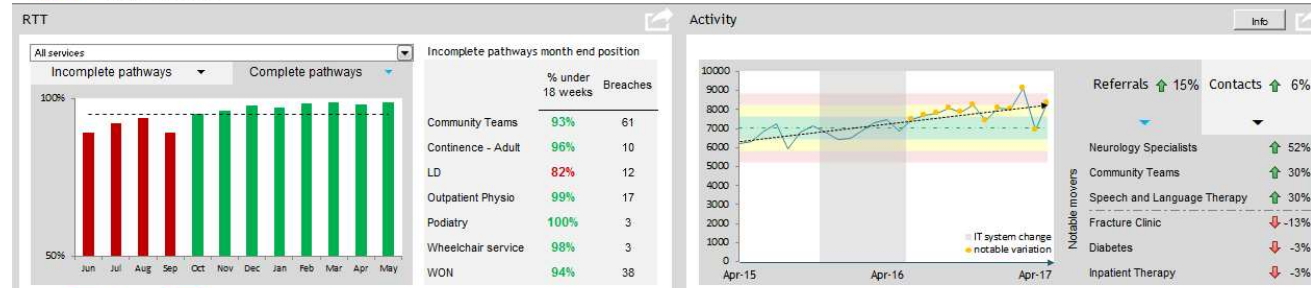 RTT
All services
Incomplete pathways
Complete pathways
100%
50%
Jun Jul Aug Sep Oct Nov Dec Jan Feb Mar Apr May
Incomplete pathways month end position
% under 18 weeks
Breaches
Community Teams 93% 61
Continence - Adult 96% 10
LD 82% 12
Outpatient Physio 99% 17
Podiatry 100% 3
Wheelchair service 98% 3
WON 94% 38
Activity
Info
10000
9000
8000
7000
6000
5000
4000
3000
2000
1000
0
Apr-15 Apr-16 Apr-17
IT system change
notable variation
Referrals 15% Contacts 6%
Notable movers
Neurology Specialists 52%
Community Teams 30%
Speech and Language Therapy 30%
Fracture Clinic -13%
Diabetes -3%
Inpatient Therapy -3%